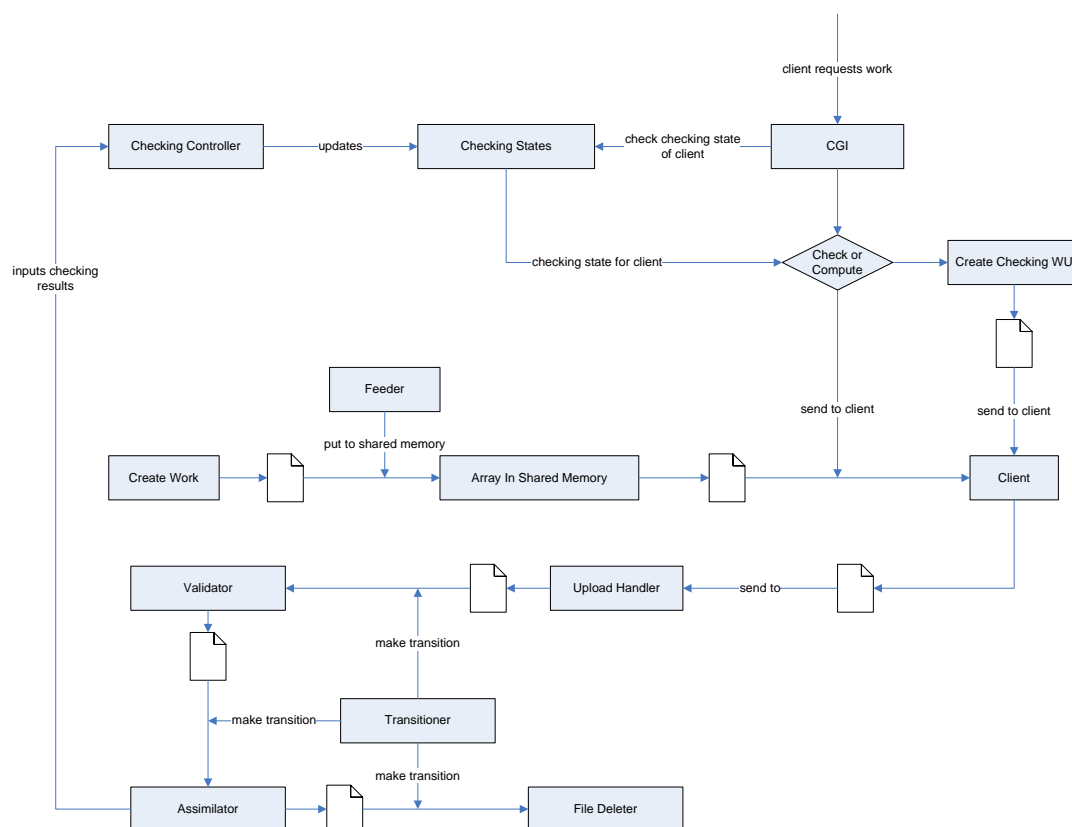 client requests work
Checking Controller
updates
Checking States
check checking state
of client
CGI
inputs checking
results
checking state for client
Check or
Compute
Create Checking WU
Feeder
send to client
send to client
put to shared memory
Create Work
Array In Shared Memory
Client
Validator
Upload Handler
send to
make transition
make transition
Transitioner
make transition
Assimilator
File Deleter